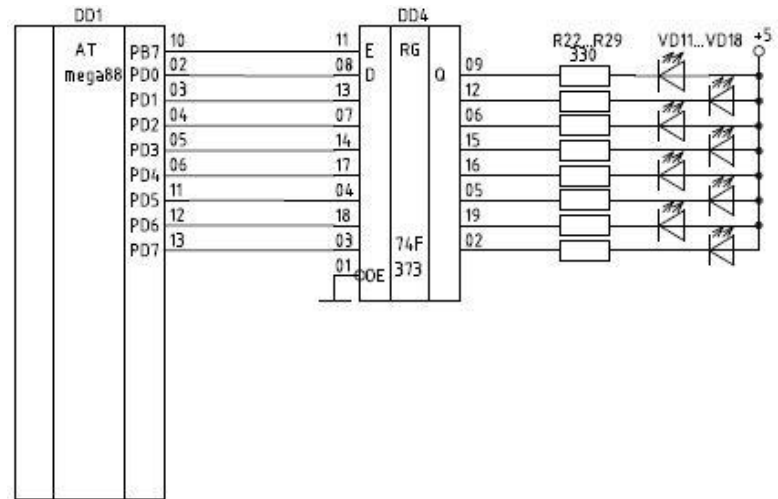 DD1
DD4
AT
mega88
PB7 10
PD0 02
PD1 03
PD2 04
PD3 05
PD4 06
PD5 11
PD6 12
PD7 13
11 E RG
08 D
13
07
14
17
04
18
03
01 OE
74F
373
Q 09
12
06
15
16
05
19
02
R22...R29
330
VD11...VD18
+5